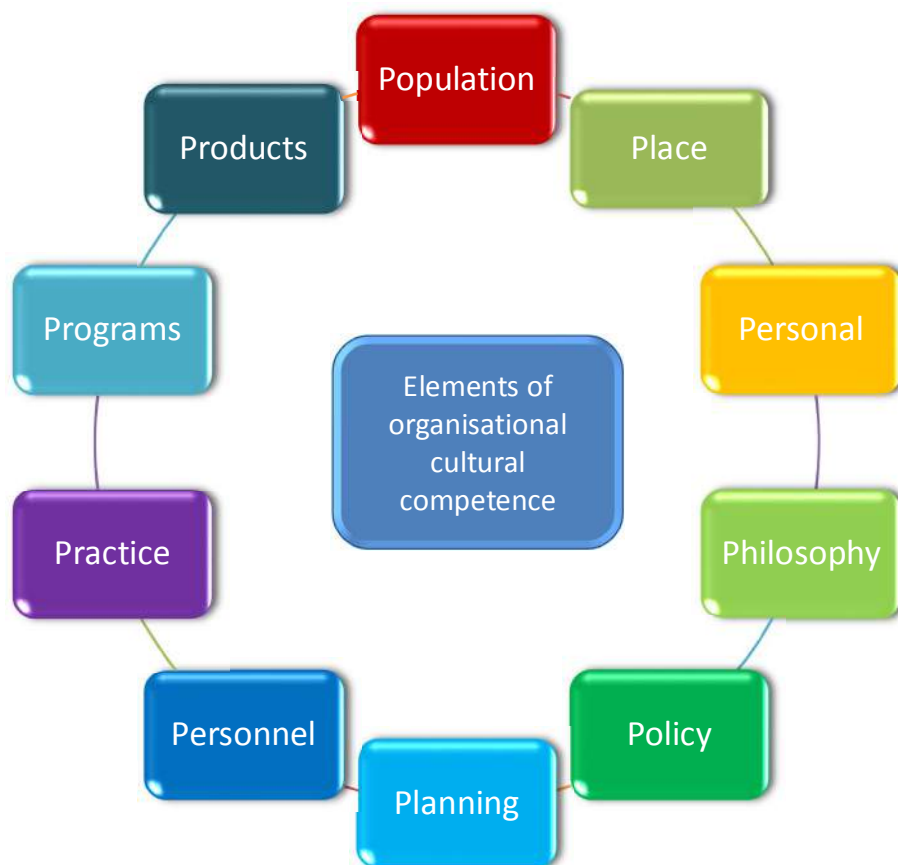 Population
Place
Personal
Philosophy
Policy
Planning
Personnel
Practice
Programs
Products
Elements of
organisational
cultural
competence